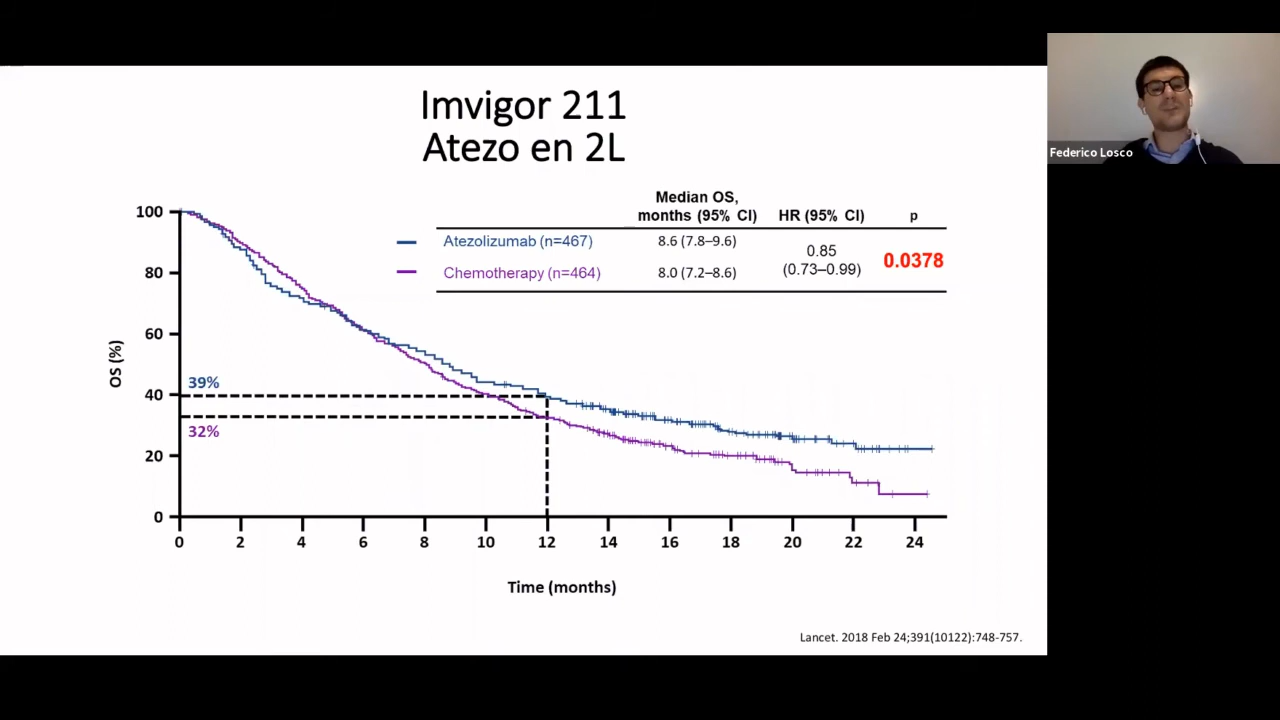 Imvigor 211
Atezo en 2L
Federico Losco
Median OS,
months (95% CI) HR (95% CI) p
Atezolizumab (n=467) 8.6 (7.8–9.6)
0.85
(0.73–0.99)
0.0378
Chemotherapy (n=464) 8.0 (7.2–8.6)
OS (%)
100
80
60
40
20
0
39%
32%
0 2 4 6 8 10 12 14 16 18 20 22 24
Time (months)
Lancet. 2018 Feb 24;391(10122):748-757.